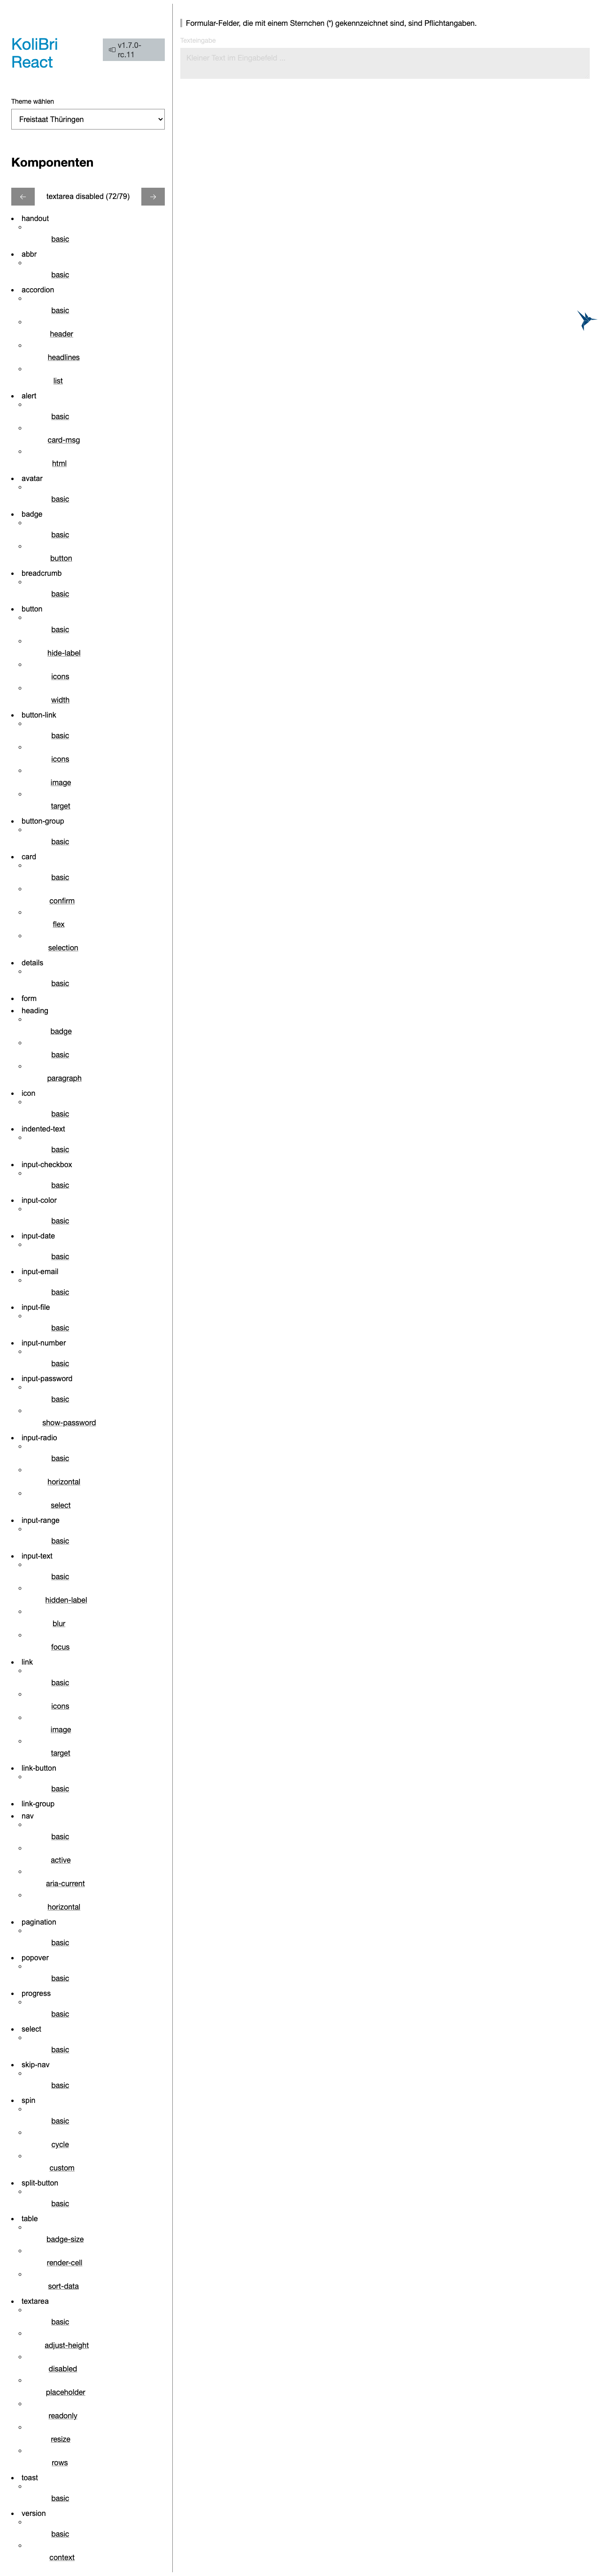 KoliBri
React
v1.7.0-
rc.11
Theme wählen
Freistaat Thüringen
Komponenten
textarea disabled (72/79)
handout
basic
abbr
basic
accordion
basic
header
headlines
list
alert
basic
card-msg
html
avatar
basic
badge
basic
button
breadcrumb
basic
button
basic
hide-label
icons
width
button-link
basic
icons
image
target
button-group
basic
card
basic
confirm
flex
selection
details
basic
form
heading
badge
basic
paragraph
icon
basic
indented-text
basic
input-checkbox
basic
input-color
basic
input-date
basic
input-email
basic
input-file
basic
input-number
basic
input-password
basic
show-password
input-radio
basic
horizontal
select
input-range
basic
input-text
basic
hidden-label
blur
focus
link
basic
icons
image
target
link-button
basic
link-group
nav
basic
active
aria-current
horizontal
pagination
basic
popover
basic
progress
basic
select
basic
skip-nav
basic
spin
basic
cycle
custom
split-button
basic
table
badge-size
render-cell
sort-data
textarea
basic
adjust-height
disabled
placeholder
readonly
resize
rows
toast
basic
version
basic
context
Formular-Felder, die mit einem Sternchen (*) gekennzeichnet sind, sind Pflichtangaben.
Texteingabe
Kleiner Text im Eingabefeld ...